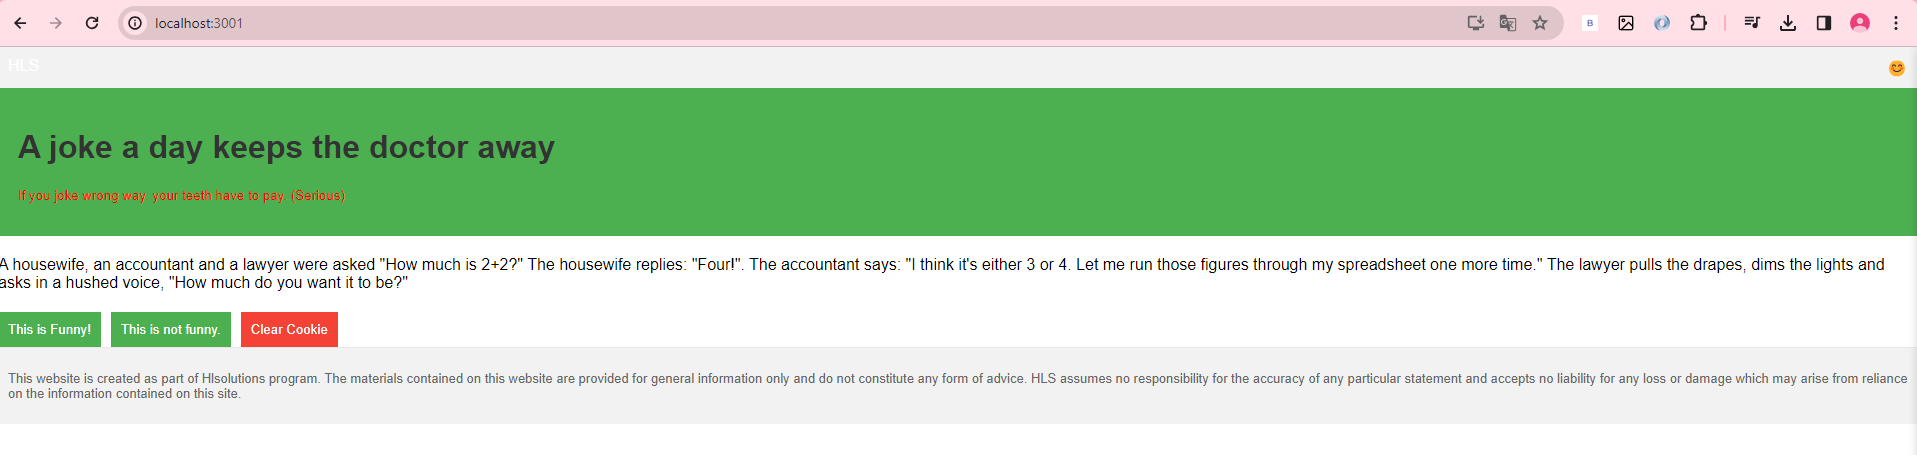 localhost:3001
B
HLS
A joke a day keeps the doctor away
If you joke wrong way, your teeth have to pay. (Serious)
A housewife, an accountant and a lawyer were asked "How much is 2+2?" The housewife replies: "Four!". The accountant says: "I think it's either 3 or 4. Let me run those figures through my spreadsheet one more time." The lawyer pulls the drapes, dims the lights and
asks in a hushed voice, "How much do you want it to be?"
This is Funny! This is not funny. Clear Cookie
This website is created as part of Hlsolutions program. The materials contained on this website are provided for general information only and do not constitute any form of advice. HLS assumes no responsibility for the accuracy of any particular statement and accepts no liability for any loss or damage which may arise from reliance
on the information contained on this site.